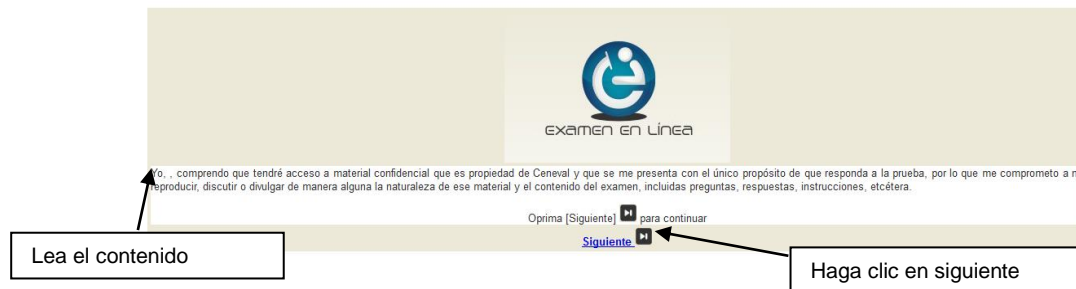 EXAMEN EN LÍNEA
Yo, , comprendo que tendré acceso a material confidencial que es propiedad de Ceneval y que se me presenta con el único propósito de que responda a la prueba, por lo que me comprometo a
reproducir, discutir o divulgar de manera alguna la naturaleza de ese material y el contenido del examen, incluidas preguntas, respuestas, instrucciones, etcétera.
Oprima [Siguiente] para continuar
Siguiente
Lea el contenido
Haga clic en siguiente